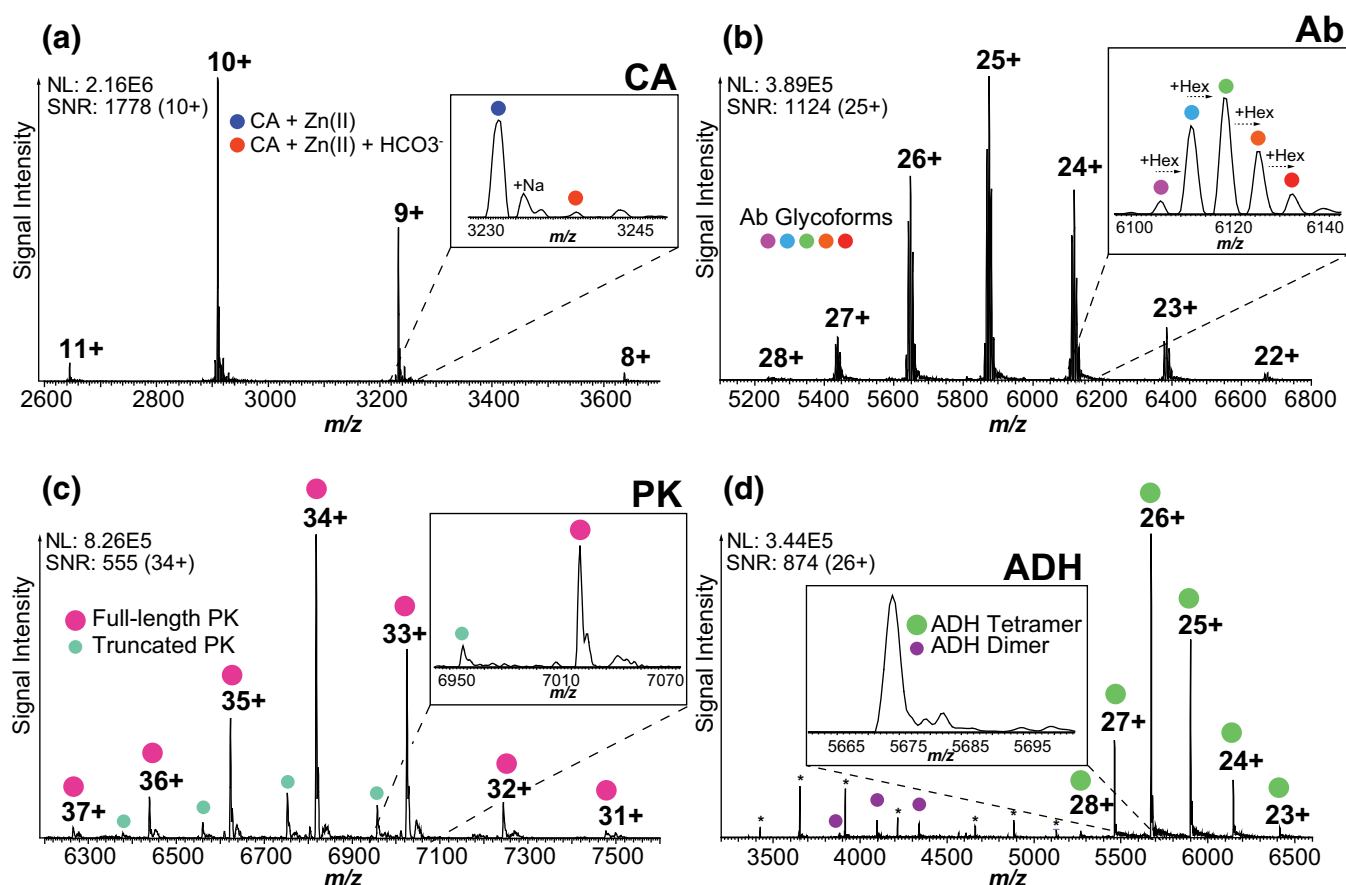 (a)
CA
NL: 2.16E6
SNR: 1778 (10+)
10+
CA + Zn(II)
CA + Zn(II) + HCO3-
+Na
3230
3245
m/z
9+
11+
8+
Signal Intensity
2600
2800
3000
3200
3400
3600
m/z
(b)
Ab
NL: 3.89E5
SNR: 1124 (25+)
25+
26+
24+
+Hex
+Hex
+Hex
+Hex
6100
6120
6140
m/z
Ab Glycoforms
27+
23+
28+
22+
Signal Intensity
5200
5400
5600
5800
6000
6200
6400
6600
6800
m/z
(c)
PK
NL: 8.26E5
SNR: 555 (34+)
34+
Full-length PK
Truncated PK
33+
35+
6950
7010
7070
m/z
36+
37+
32+
31+
Signal Intensity
6300
6500
6700
6900
7100
7300
7500
m/z
(d)
ADH
NL: 3.44E5
SNR: 874 (26+)
26+
ADH Tetramer
ADH Dimer
25+
5665
5675
5685
5695
m/z
27+
24+
28+
23+
* * * * * * *
Signal Intensity
3500
4000
4500
5000
5500
6000
6500
m/z